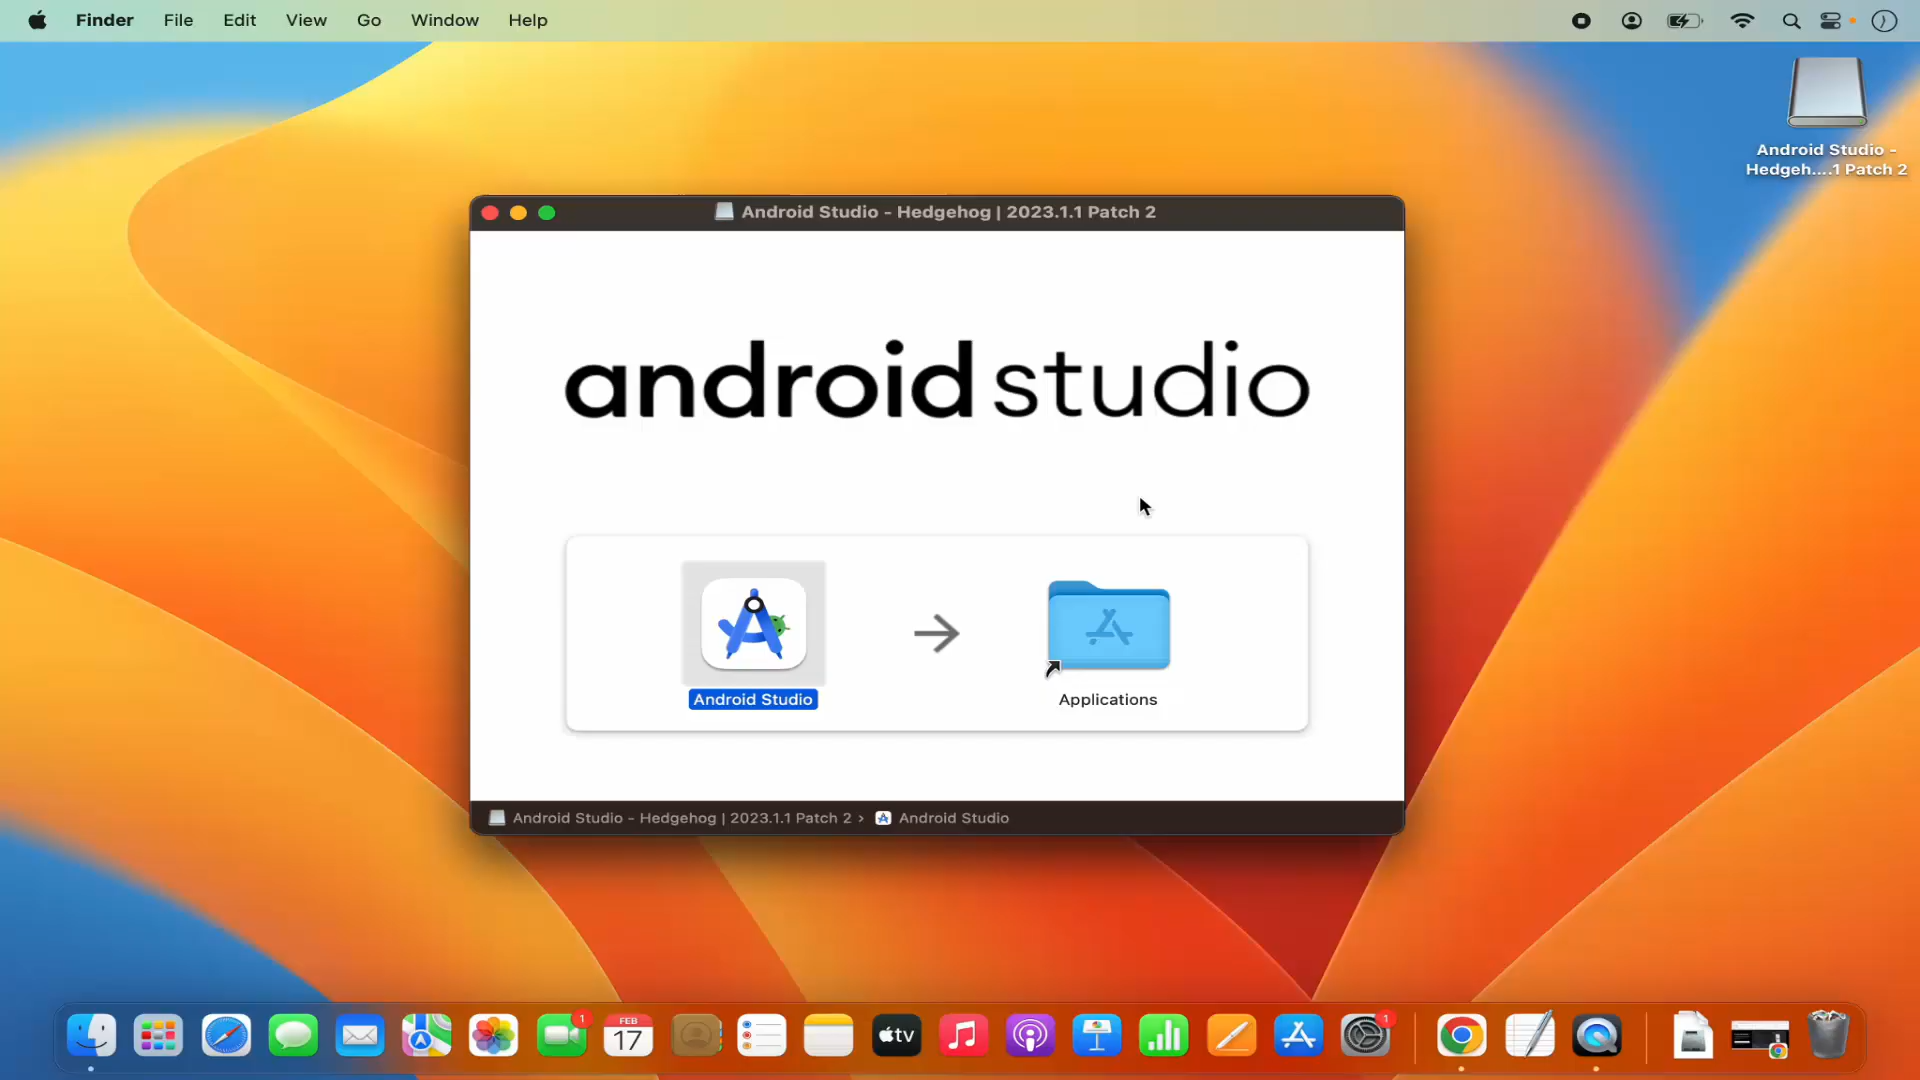 Finder File Edit View Go Window Help
Android Studio -
Hedgeh....1 Patch 2
Android Studio - Hedgehog | 2023.1.1 Patch 2
android studio
Android Studio
Applications
Android Studio - Hedgehog | 2023.1.1 Patch 2 › Android Studio
1
FEB
17
tv
1